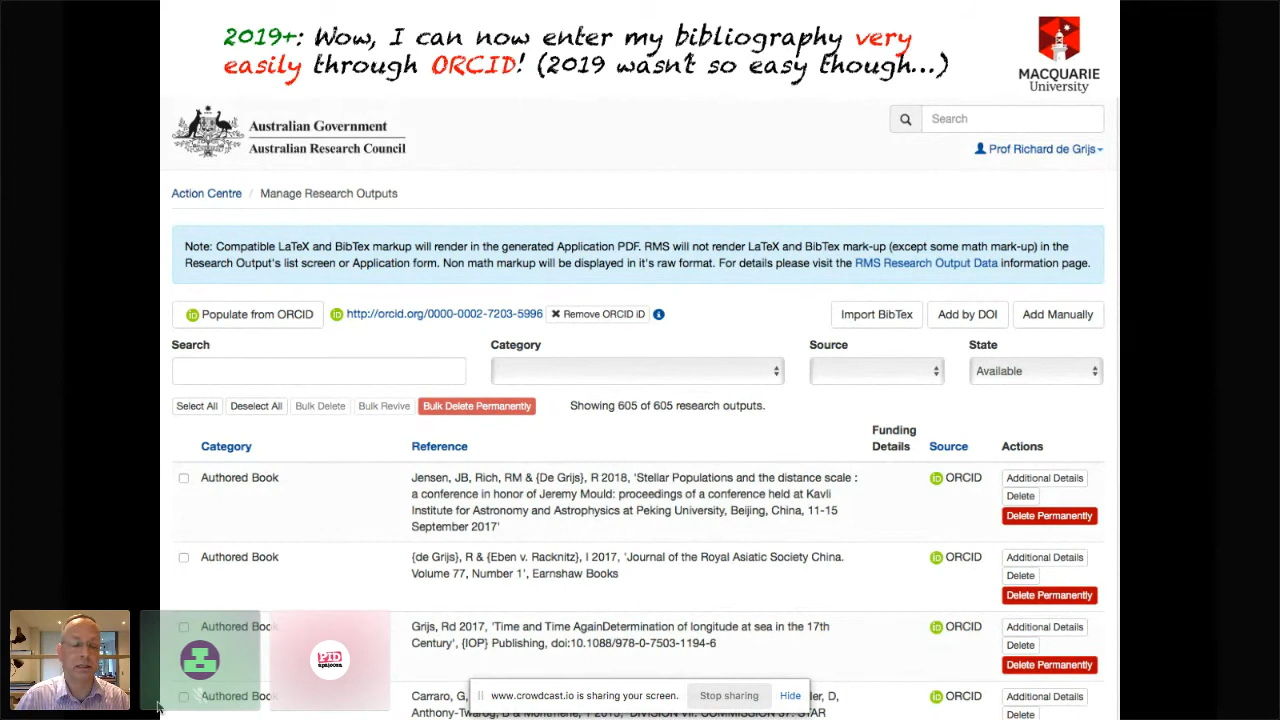 2019+: Wow, I can now enter my bibliography very
easily through ORCID! (2019 wasn't so easy though...)
MACQUARIE
University
Australian Government
Australian Research Council
Search
Prof Richard de Grijs
Action Centre / Manage Research Outputs
Note: Compatible LaTeX and BibTex markup will render in the generated Application PDF. RMS will not render LaTeX and BibTex mark-up (except some math mark-up) in the
Research Output's list screen or Application form. Non math markup will be displayed in it's raw format. For details please visit the RMS Research Output Data information page.
iD Populate from ORCID iD http://orcid.org/0000-0002-7203-5996 ✖ Remove ORCID iD Import BibTex Add by DOI Add Manually
Search Category Source State
Available
Select All Deselect All Bulk Delete Bulk Revive Bulk Delete Permanently Showing 605 of 605 research outputs.
Category Reference Funding Details Source Actions
Authored Book Jensen, JB, Rich, RM & {De Grijs}, R 2018, 'Stellar Populations and the distance scale : iD ORCID Additional Details
a conference in honor of Jeremy Mould: proceedings of a conference held at Kavli Delete
Institute for Astronomy and Astrophysics at Peking University, Beijing, China, 11-15 Delete Permanently
September 2017'
Authored Book {de Grijs}, R & {Eben v. Racknitz}, I 2017, 'Journal of the Royal Asiatic Society China. iD ORCID Additional Details
Volume 77, Number 1', Earnshaw Books Delete
Delete Permanently
Authored Book Grijs, Rd 2017, 'Time and Time AgainDetermination of longitude at sea in the 17th iD ORCID Additional Details
Century', {IOP} Publishing, doi:10.1088/978-0-7503-1194-6 Delete
Delete Permanently
PID
apalooza
Authored Book Carraro, G, iD ORCID Additional Details
Delete
www.crowdcast.io is sharing your screen. Stop sharing Hide